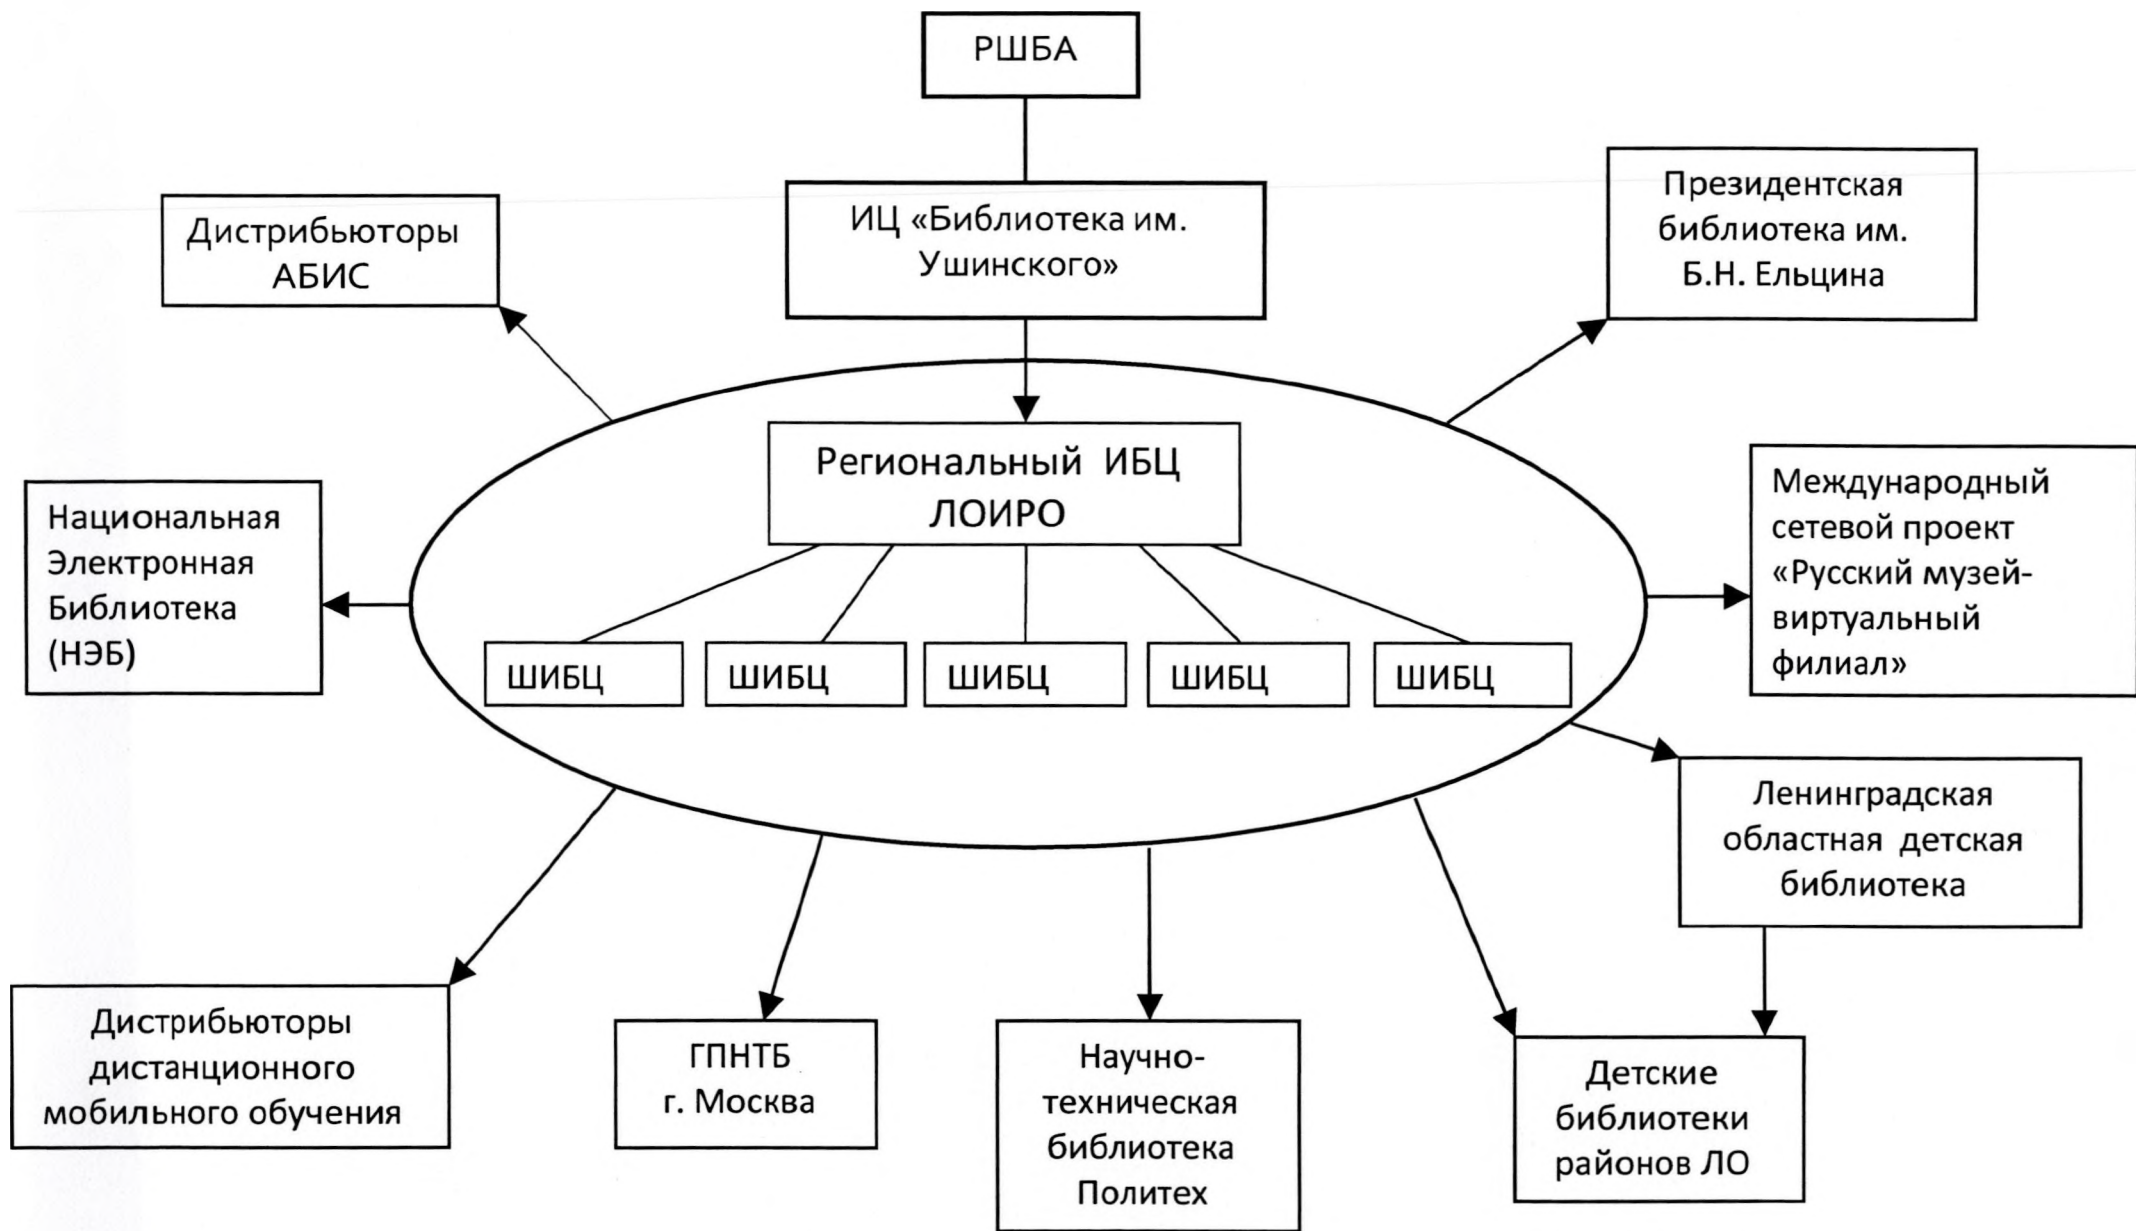 РШБА
ИЦ «Библиотека им.
Ушинского»
Президентская
библиотека им.
Б.Н. Ельцина
Дистрибьюторы
АБИС
Региональный ИБЦ
ЛОИРО
Международный
сетевой проект
«Русский музей-
виртуальный
филиал»
Национальная
Электронная
Библиотека
(НЭБ)
ШИБЦ
ШИБЦ
ШИБЦ
ШИБЦ
ШИБЦ
Ленинградская
областная детская
библиотека
Дистрибьюторы
дистанционного
мобильного обучения
ГПНТБ
г. Москва
Научно-
техническая
библиотека
Политех
Детские
библиотеки
районов ЛО